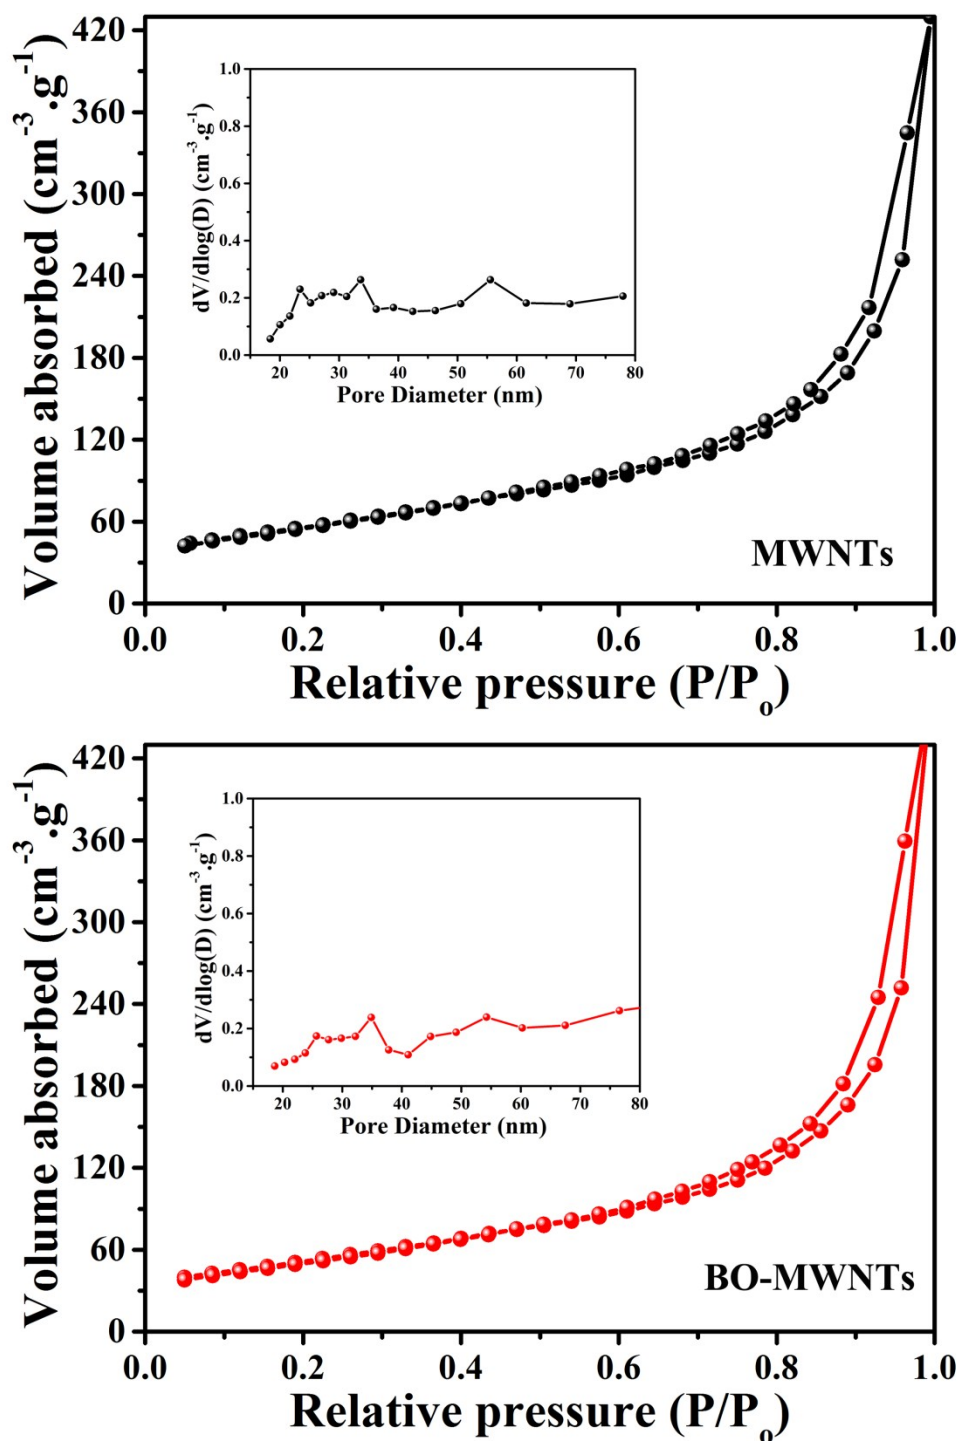 420
360
300
240
180
120
60
0
Volume absorbed (cm⁻³.g⁻¹)
1.0
0.8
0.6
0.4
0.2
0.0
dV/dlog(D) (cm⁻³.g⁻¹)
20 30 40 50 60 70 80
Pore Diameter (nm)
MWNTs
0.0 0.2 0.4 0.6 0.8 1.0
Relative pressure (P/Pₒ)
420
360
300
240
180
120
60
0
Volume absorbed (cm⁻³.g⁻¹)
1.0
0.8
0.6
0.4
0.2
0.0
dV/dlog(D) (cm⁻³.g⁻¹)
20 30 40 50 60 70 80
Pore Diameter (nm)
BO-MWNTs
0.0 0.2 0.4 0.6 0.8 1.0
Relative pressure (P/Pₒ)